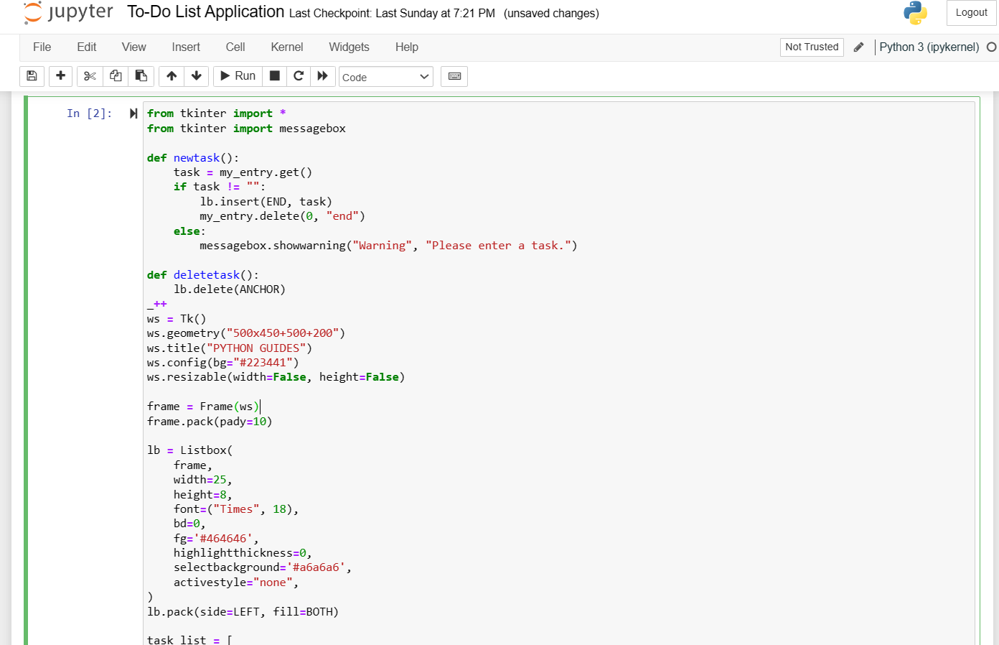 jupyter To-Do List Application Last Checkpoint: Last Sunday at 7:21 PM (unsaved changes) Logout
File Edit View Insert Cell Kernel Widgets Help Not Trusted Python 3 (ipykernel)
Run Code
In [2]: from tkinter import *
from tkinter import messagebox
def newtask():
    task = my_entry.get()
    if task != "":
        lb.insert(END, task)
        my_entry.delete(0, "end")
    else:
        messagebox.showwarning("Warning", "Please enter a task.")
def deletetask():
    lb.delete(ANCHOR)
_++
ws = Tk()
ws.geometry("500x450+500+200")
ws.title("PYTHON GUIDES")
ws.config(bg="#223441")
ws.resizable(width=False, height=False)
frame = Frame(ws)
frame.pack(pady=10)
lb = Listbox(
    frame,
    width=25,
    height=8,
    font=("Times", 18),
    bd=0,
    fg='#464646',
    highlightthickness=0,
    selectbackground='#a6a6a6',
    activestyle="none",
)
lb.pack(side=LEFT, fill=BOTH)
task_list = [